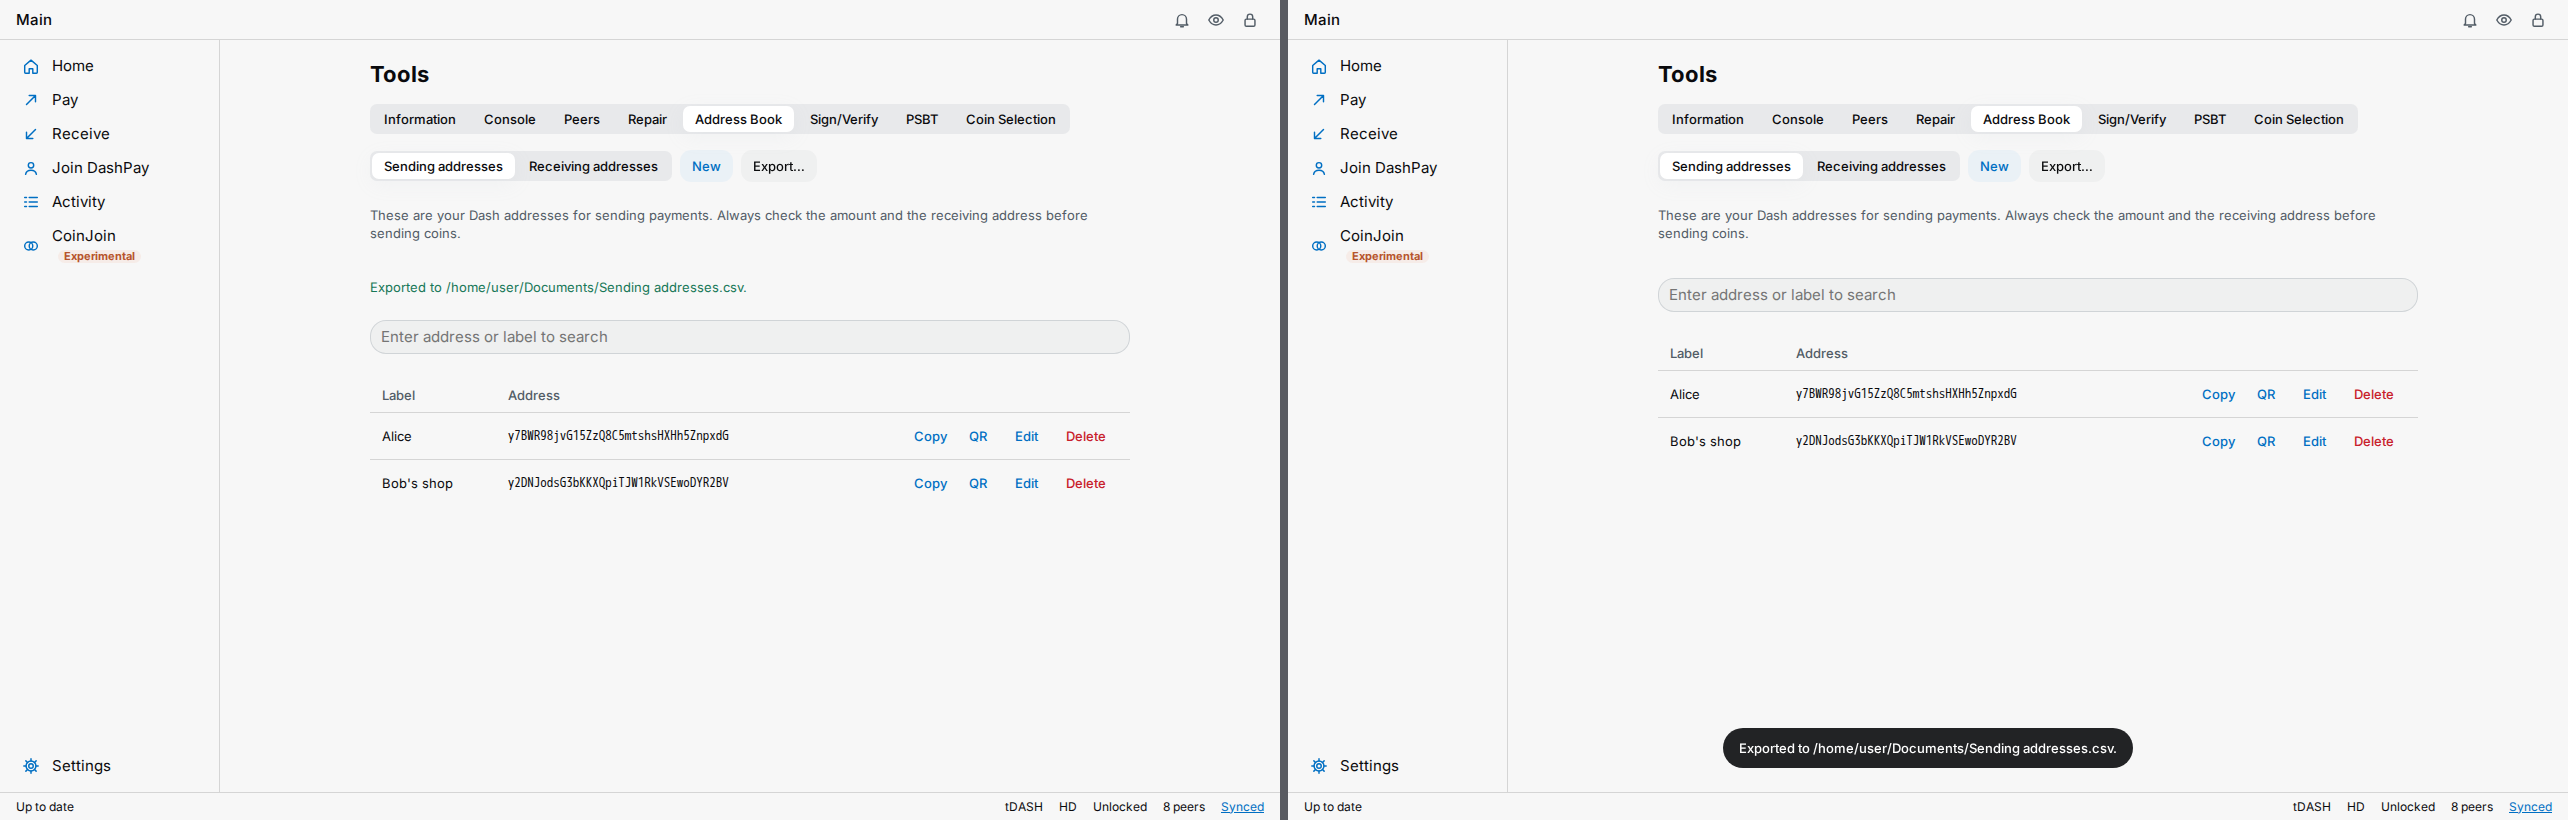 Main
Home
Pay
Receive
Join DashPay
Activity
CoinJoin
Experimental
Settings
Tools
Information Console Peers Repair Address Book Sign/Verify PSBT Coin Selection
Sending addresses Receiving addresses New Export...
These are your Dash addresses for sending payments. Always check the amount and the receiving address before
sending coins.
Exported to /home/user/Documents/Sending addresses.csv.
Enter address or label to search
Label Address
Alice y7BWR98jvG15ZzQ8C5mtshsHXHh5ZnpxdG Copy QR Edit Delete
Bob's shop y2DNJodsG3bKKXQpiTJW1RkVSEwoDYR2BV Copy QR Edit Delete
Up to date tDASH HD Unlocked 8 peers Synced
Main
Home
Pay
Receive
Join DashPay
Activity
CoinJoin
Experimental
Settings
Tools
Information Console Peers Repair Address Book Sign/Verify PSBT Coin Selection
Sending addresses Receiving addresses New Export...
These are your Dash addresses for sending payments. Always check the amount and the receiving address before
sending coins.
Enter address or label to search
Label Address
Alice y7BWR98jvG15ZzQ8C5mtshsHXHh5ZnpxdG Copy QR Edit Delete
Bob's shop y2DNJodsG3bKKXQpiTJW1RkVSEwoDYR2BV Copy QR Edit Delete
Exported to /home/user/Documents/Sending addresses.csv.
Up to date tDASH HD Unlocked 8 peers Synced